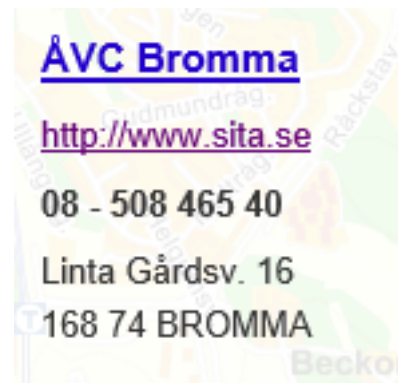 ÅVC Bromma
http://www.sita.se
08 - 508 465 40
Linta Gårdsv. 16
168 74 BROMMA